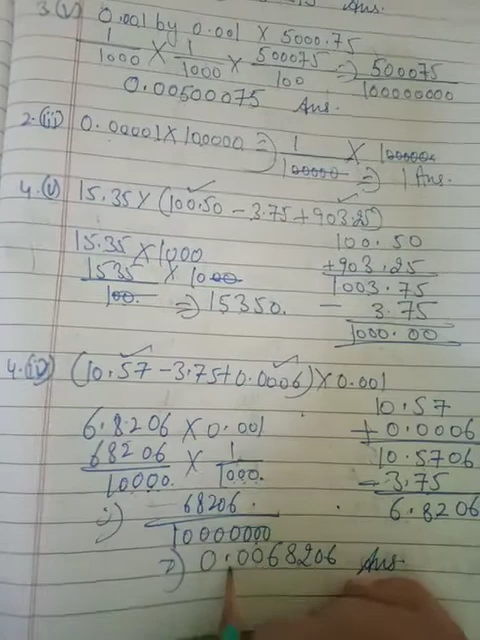 Ans.
3.(v) 0.001 by 0.001 X 5000.75
1/1000 X 1/1000 X 500075/100 => 500075/100000000
0.00500075 Ans.
2.(ii) 0.00001 X 100000 => 1/100000 X 100000
=> 1 Ans.
4.(v) 15.35 X (100.50 - 3.75 + 903.25)
15.35 X 1000
1535/100 X 1000
=> 15350.
100.50
+903.25
1003.75
- 3.75
1000.00
4.(iv) (10.57 - 3.75 + 0.0006) X 0.001
6.8206 X 0.001
68206/10000 X 1/1000.
=> 68206/10000000
=> 0.0068206 Ans.
10.57
+ 0.0006
10.5706
- 3.75
6.8206